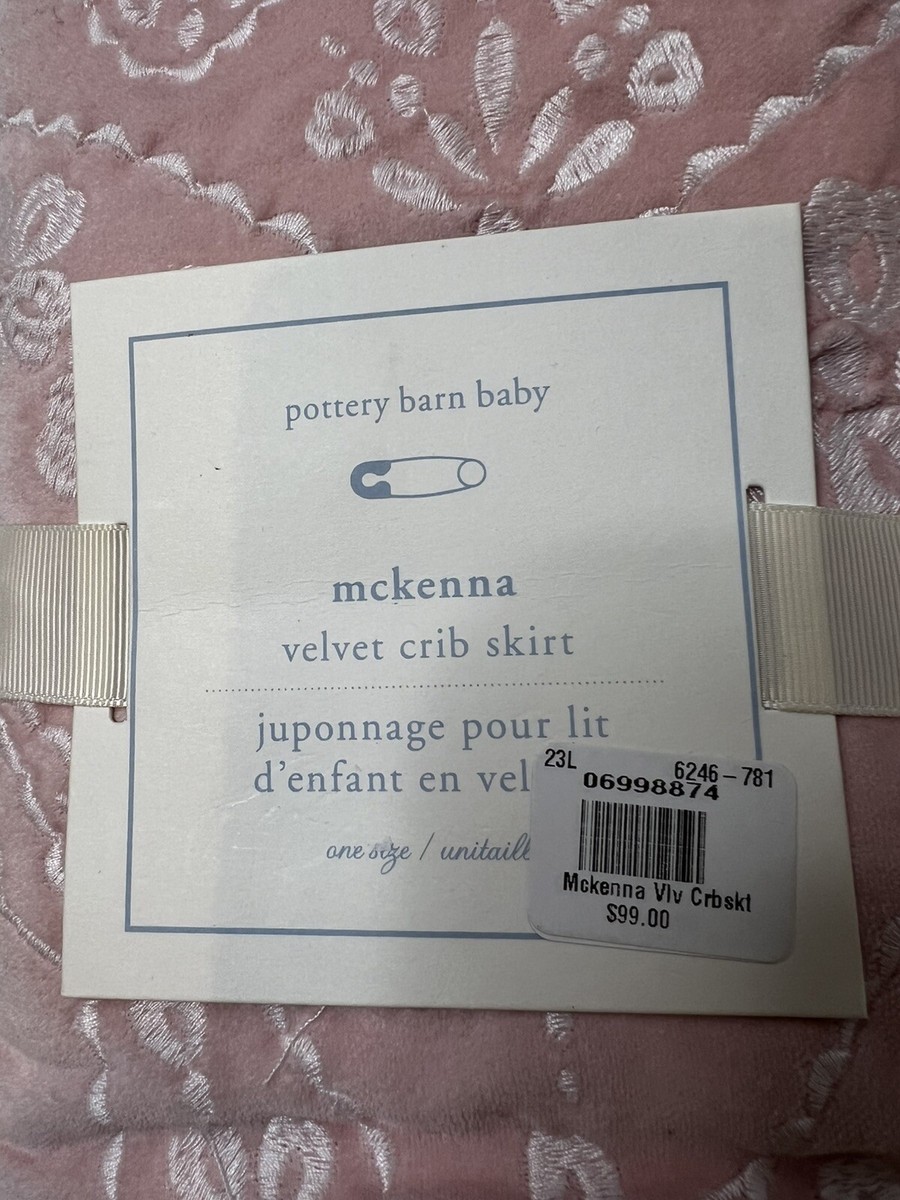 pottery barn baby
mckenna
velvet crib skirt
juponnage pour lit
d'enfant en vel
one size / unitaill
23L 6246-781
06998874
Mckenna Vlv Crbskt
$99.00